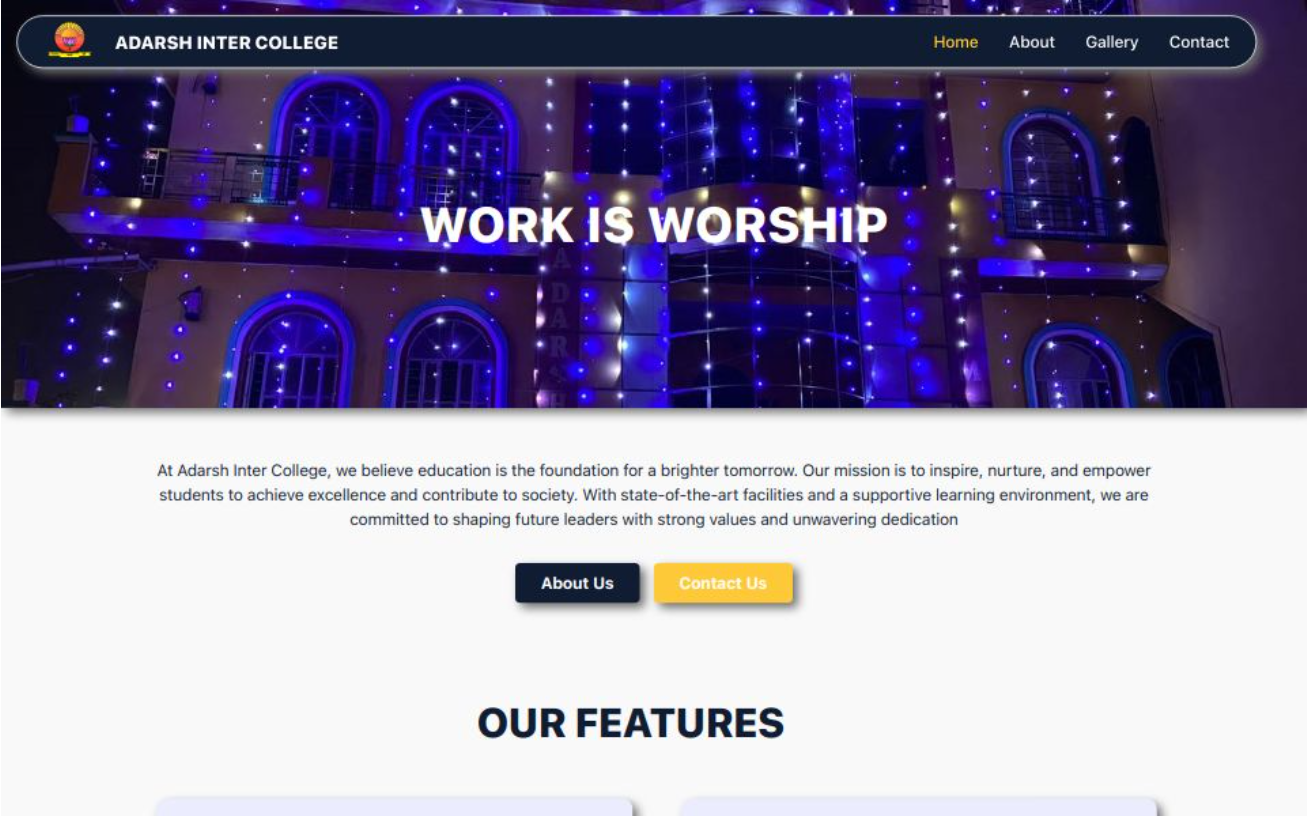 ADARSH INTER COLLEGE
Home About Gallery Contact
WORK IS WORSHIP
A
D
A
R
S
H
At Adarsh Inter College, we believe education is the foundation for a brighter tomorrow. Our mission is to inspire, nurture, and empower
students to achieve excellence and contribute to society. With state-of-the-art facilities and a supportive learning environment, we are
committed to shaping future leaders with strong values and unwavering dedication
About Us Contact Us
OUR FEATURES